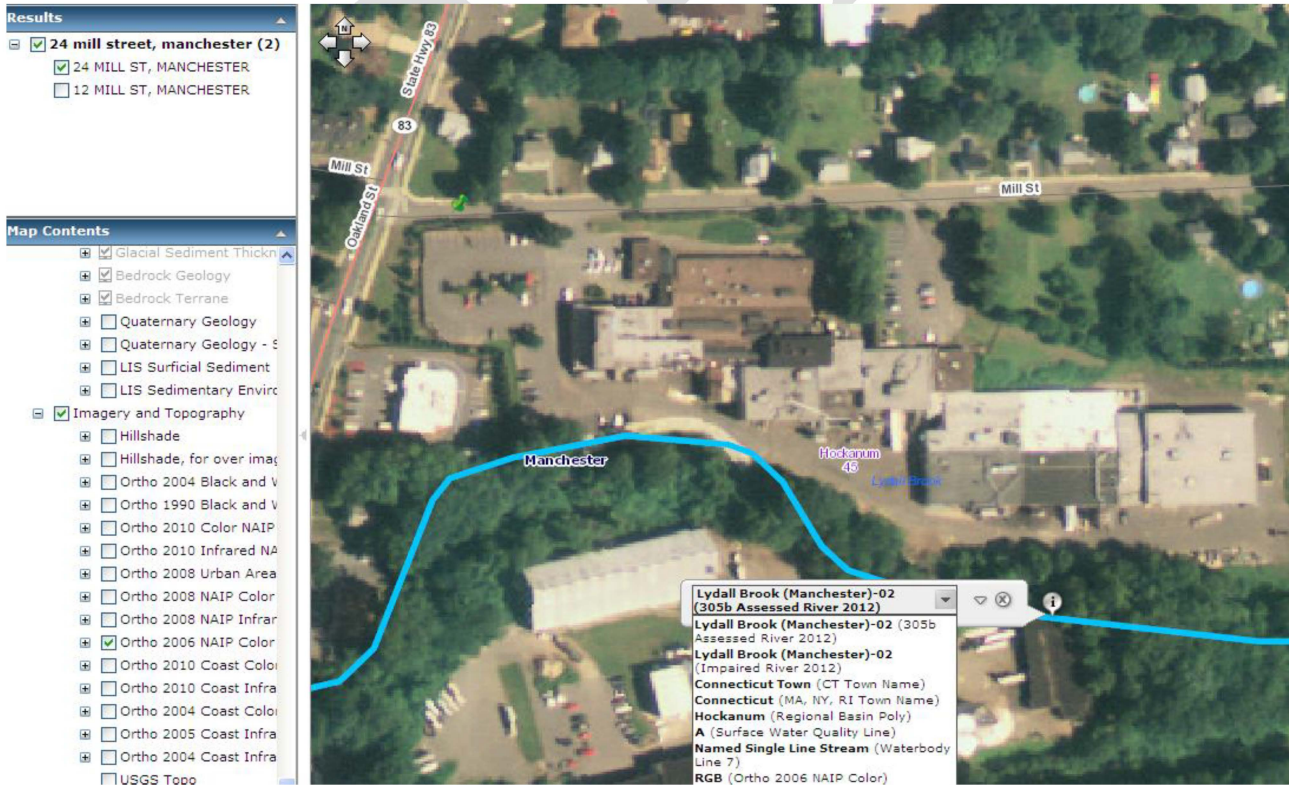 Results
24 mill street, manchester (2)
24 MILL ST, MANCHESTER
12 MILL ST, MANCHESTER
Map Contents
Glacial Sediment Thickn
Bedrock Geology
Bedrock Terrane
Quaternary Geology
Quaternary Geology - S
LIS Surficial Sediment
LIS Sedimentary Enviro
Imagery and Topography
Hillshade
Hillshade, for over imag
Ortho 2004 Black and W
Ortho 1990 Black and W
Ortho 2010 Color NAIP
Ortho 2010 Infrared NA
Ortho 2008 Urban Area
Ortho 2008 NAIP Color
Ortho 2008 NAIP Infrar
Ortho 2006 NAIP Color
Ortho 2010 Coast Color
Ortho 2010 Coast Infra
Ortho 2004 Coast Color
Ortho 2005 Coast Infra
Ortho 2004 Coast Infra
USGS Topo
N
State Hwy 83
83
Mill St
Oakland St
Mill St
Manchester
Hockanum
45
Lydall Brook
Lydall Brook (Manchester)-02
(305b Assessed River 2012)
Lydall Brook (Manchester)-02 (305b
Assessed River 2012)
Lydall Brook (Manchester)-02
(Impaired River 2012)
Connecticut Town (CT Town Name)
Connecticut (MA, NY, RI Town Name)
Hockanum (Regional Basin Poly)
A (Surface Water Quality Line)
Named Single Line Stream (Waterbody
Line 7)
RGB (Ortho 2006 NAIP Color)
i